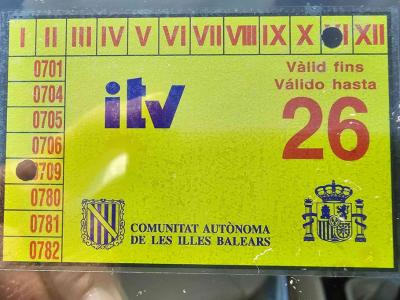 I II III IV V VI VII VIII IX X XI XII
0701
0704
0705
0706
0709
0780
0781
0782
itv
Vàlid fins
Válido hasta
26
COMUNITAT AUTÒNOMA
DE LES ILLES BALEARS